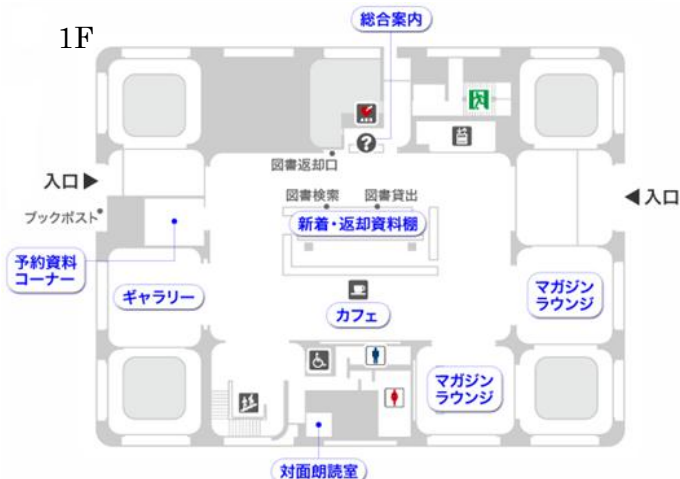 総合案内
1F
?
図書返却口
入口
入口
図書検索
図書貸出
ブックポスト
新着・返却資料棚
予約資料
コーナー
ギャラリー
マガジン
ラウンジ
カフェ
マガジン
ラウンジ
対面朗読室